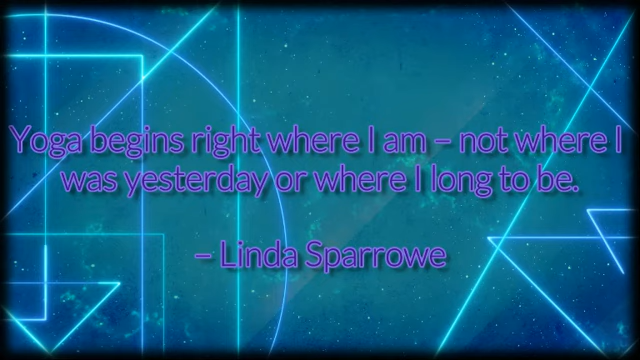 Yoga begins right where I am – not where I
was yesterday or where I long to be.
– Linda Sparrowe